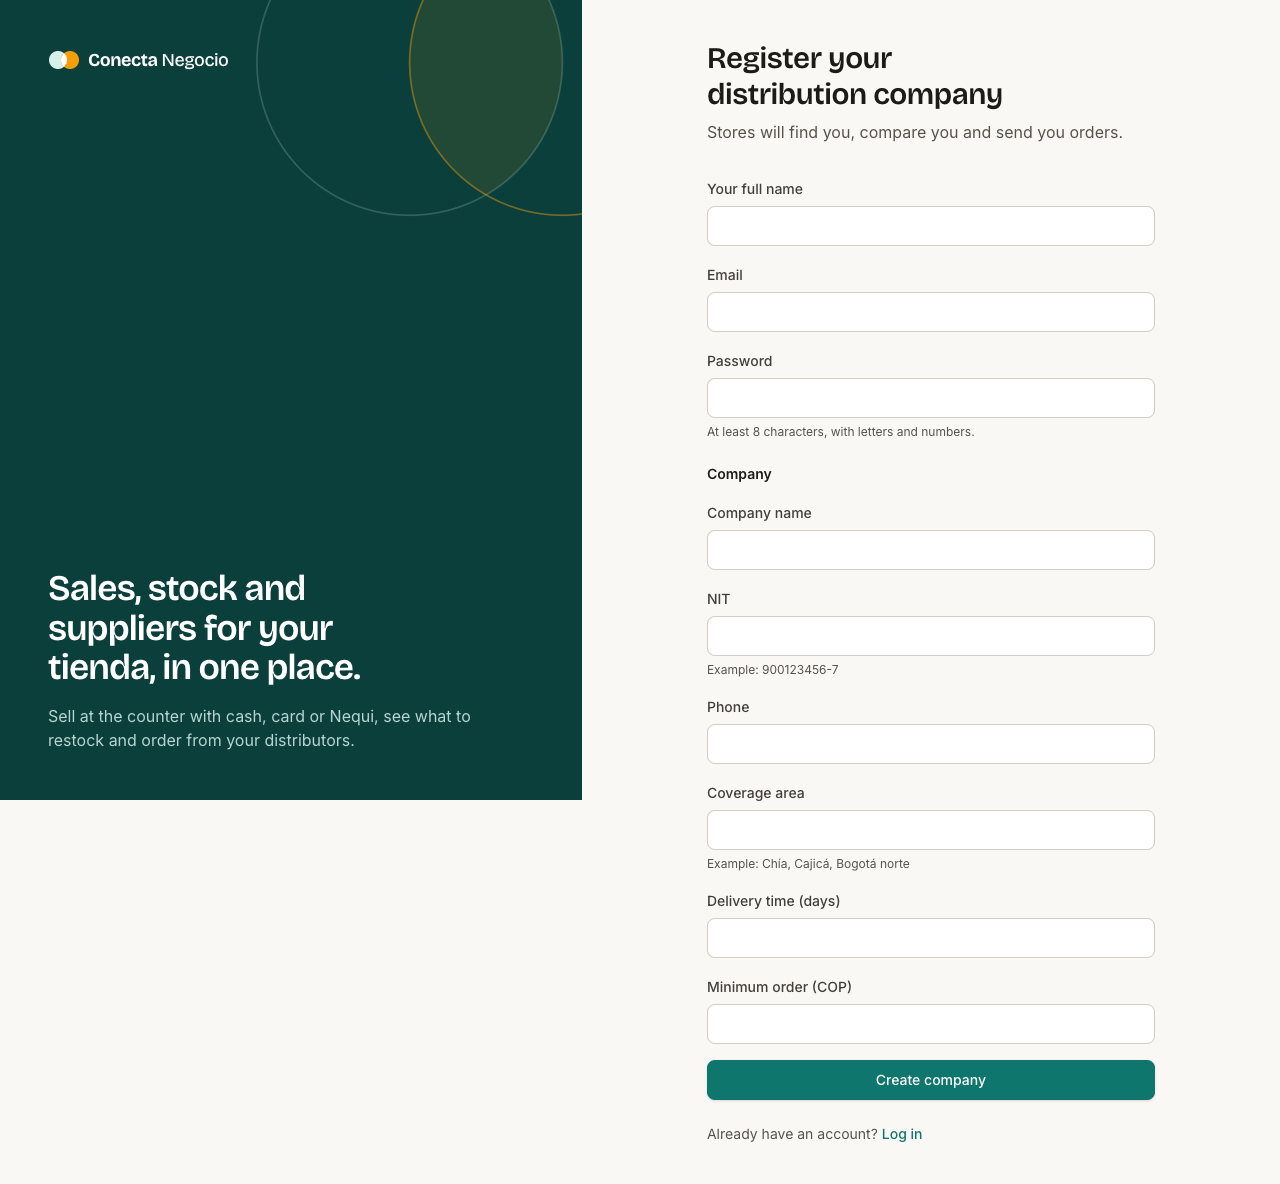 Conecta Negocio
Sales, stock and
suppliers for your
tienda, in one place.
Sell at the counter with cash, card or Nequi, see what to
restock and order from your distributors.
Register your
distribution company
Stores will find you, compare you and send you orders.
Your full name
Email
Password
At least 8 characters, with letters and numbers.
Company
Company name
NIT
Example: 900123456-7
Phone
Coverage area
Example: Chía, Cajicá, Bogotá norte
Delivery time (days)
Minimum order (COP)
Create company
Already have an account? Log in